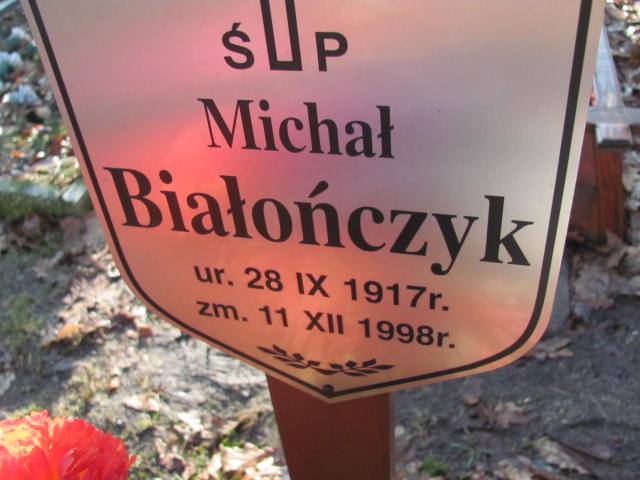 Ś P
Michał
Białończyk
ur. 28 IX 1917r.
zm. 11 XII 1998r.